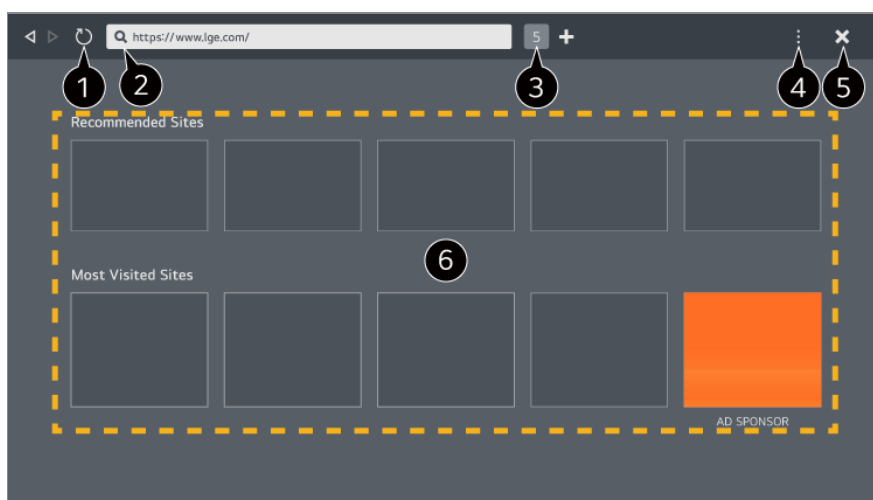 https://www.lge.com/ 5
1 2 3 4 5
Recommended Sites
6
Most Visited Sites
AD SPONSOR